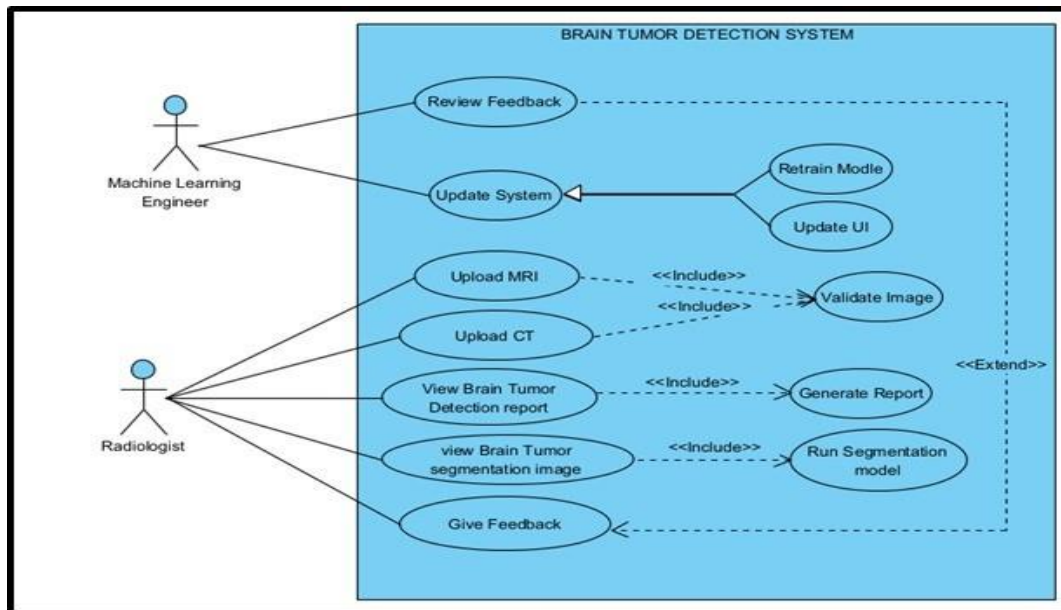 BRAIN TUMOR DETECTION SYSTEM
Review Feedback
Machine Learning
Engineer
Update System
Retrain Modle
Update UI
Upload MRI
<<Include>>
Validate Image
<<Include>>
Upload CT
<<Extend>>
View Brain Tumor
Detection report
<<Include>>
Generate Report
Radiologist
view Brain Tumor
segmentation image
<<Include>>
Run Segmentation
model
Give Feedback